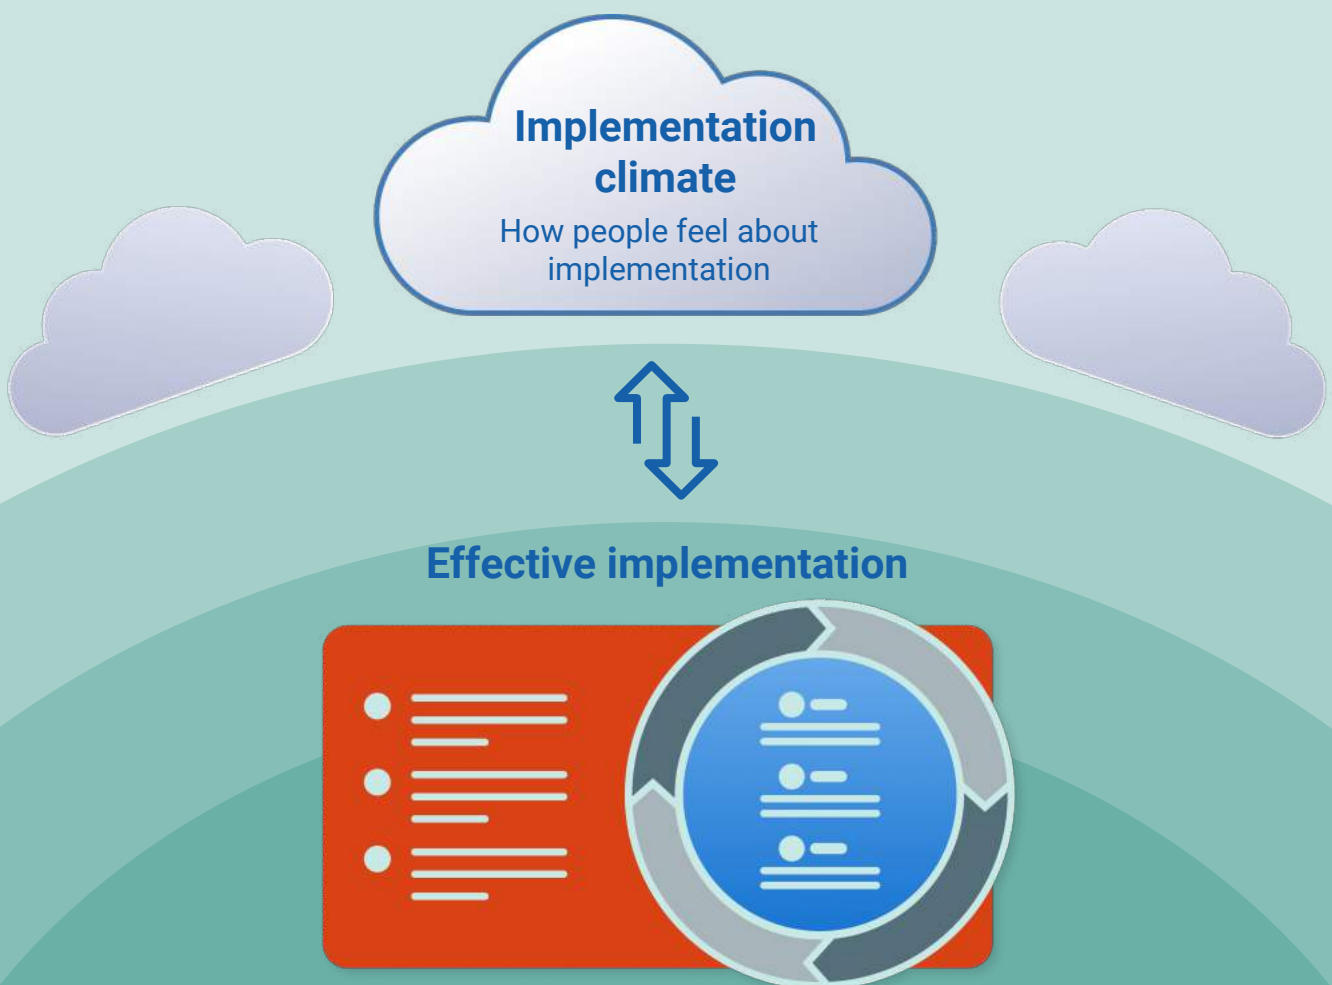 Implementation
climate
How people feel about
implementation
Effective implementation